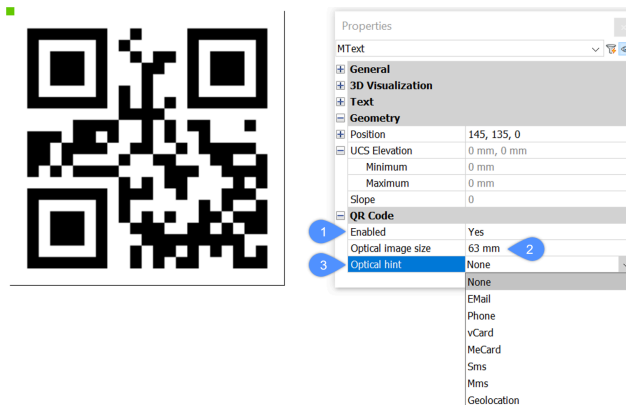 Properties
MText
General
3D Visualization
Text
Geometry
Position 145, 135, 0
UCS Elevation 0 mm, 0 mm
Minimum 0 mm
Maximum 0 mm
Slope 0
QR Code
1 Enabled Yes
Optical image size 63 mm 2
3 Optical hint None
None
EMail
Phone
vCard
MeCard
Sms
Mms
Geolocation